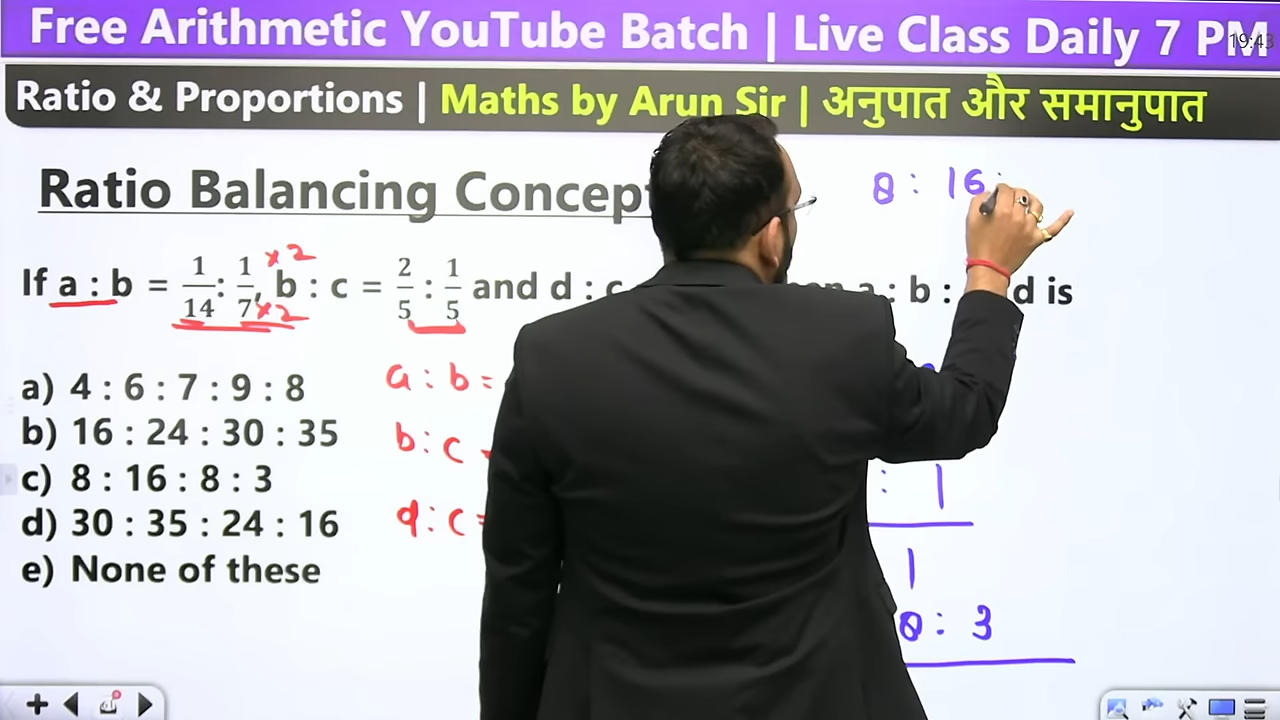 Free Arithmetic YouTube Batch | Live Class Daily 7 PM
19:43
Ratio & Proportions | Maths by Arun Sir | अनुपात और समानुपात
Ratio Balancing Concep
8 : 16 :
×2
If a : b = 1/14 : 1/7, b : c = 2/5 : 1/5 and d : c a : b : d is
×2
a) 4 : 6 : 7 : 9 : 8
b) 16 : 24 : 30 : 35
c) 8 : 16 : 8 : 3
d) 30 : 35 : 24 : 16
e) None of these
a : b =
b : c
d : c =
: 1
1
8 : 3